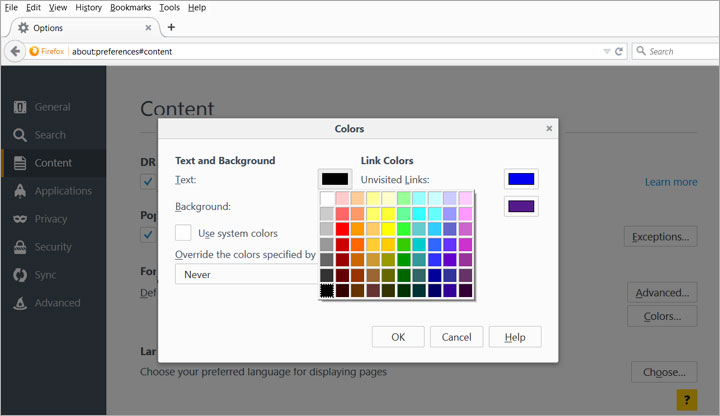 File Edit View History Bookmarks Tools Help
Options
Firefox about:preferences#content Search
General
Search
Content
Applications
Privacy
Security
Sync
Advanced
Content
DR
Learn more
Pop
Exceptions...
Fon
Def
Advanced...
Colors...
Lan
Choose your preferred language for displaying pages
Choose...
?
Colors
Text and Background Link Colors
Text: Unvisited Links:
Background:
Use system colors
Override the colors specified by
Never
OK Cancel Help